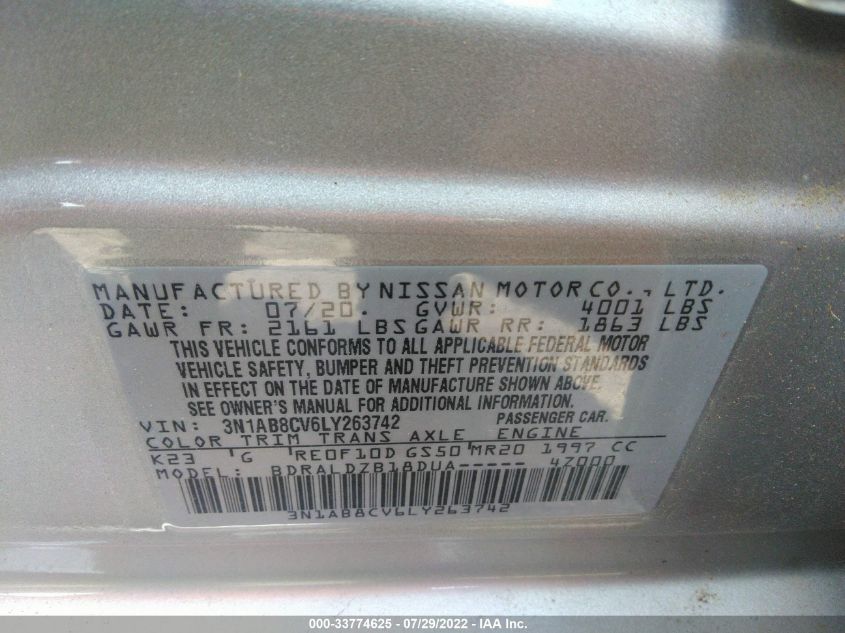 MANUFACTURED BY NISSAN MOTOR CO., LTD.
DATE: 07/20. GVWR: 4001 LBS
GAWR FR: 2161 LBS GAWR RR: 1863 LBS
THIS VEHICLE CONFORMS TO ALL APPLICABLE FEDERAL MOTOR
VEHICLE SAFETY, BUMPER AND THEFT PREVENTION STANDARDS
IN EFFECT ON THE DATE OF MANUFACTURE SHOWN ABOVE.
SEE OWNER'S MANUAL FOR ADDITIONAL INFORMATION.
VIN: 3N1AB8CV6LY263742 PASSENGER CAR.
COLOR TRIM TRANS AXLE ENGINE
K23 'G 'RE0F10D GS50 MR20 1997 CC
MODEL: BDRALDZB18DUA----- 4Z000
3N1AB8CV6LY263742
000-33774625 - 07/29/2022 - © IAA Inc.